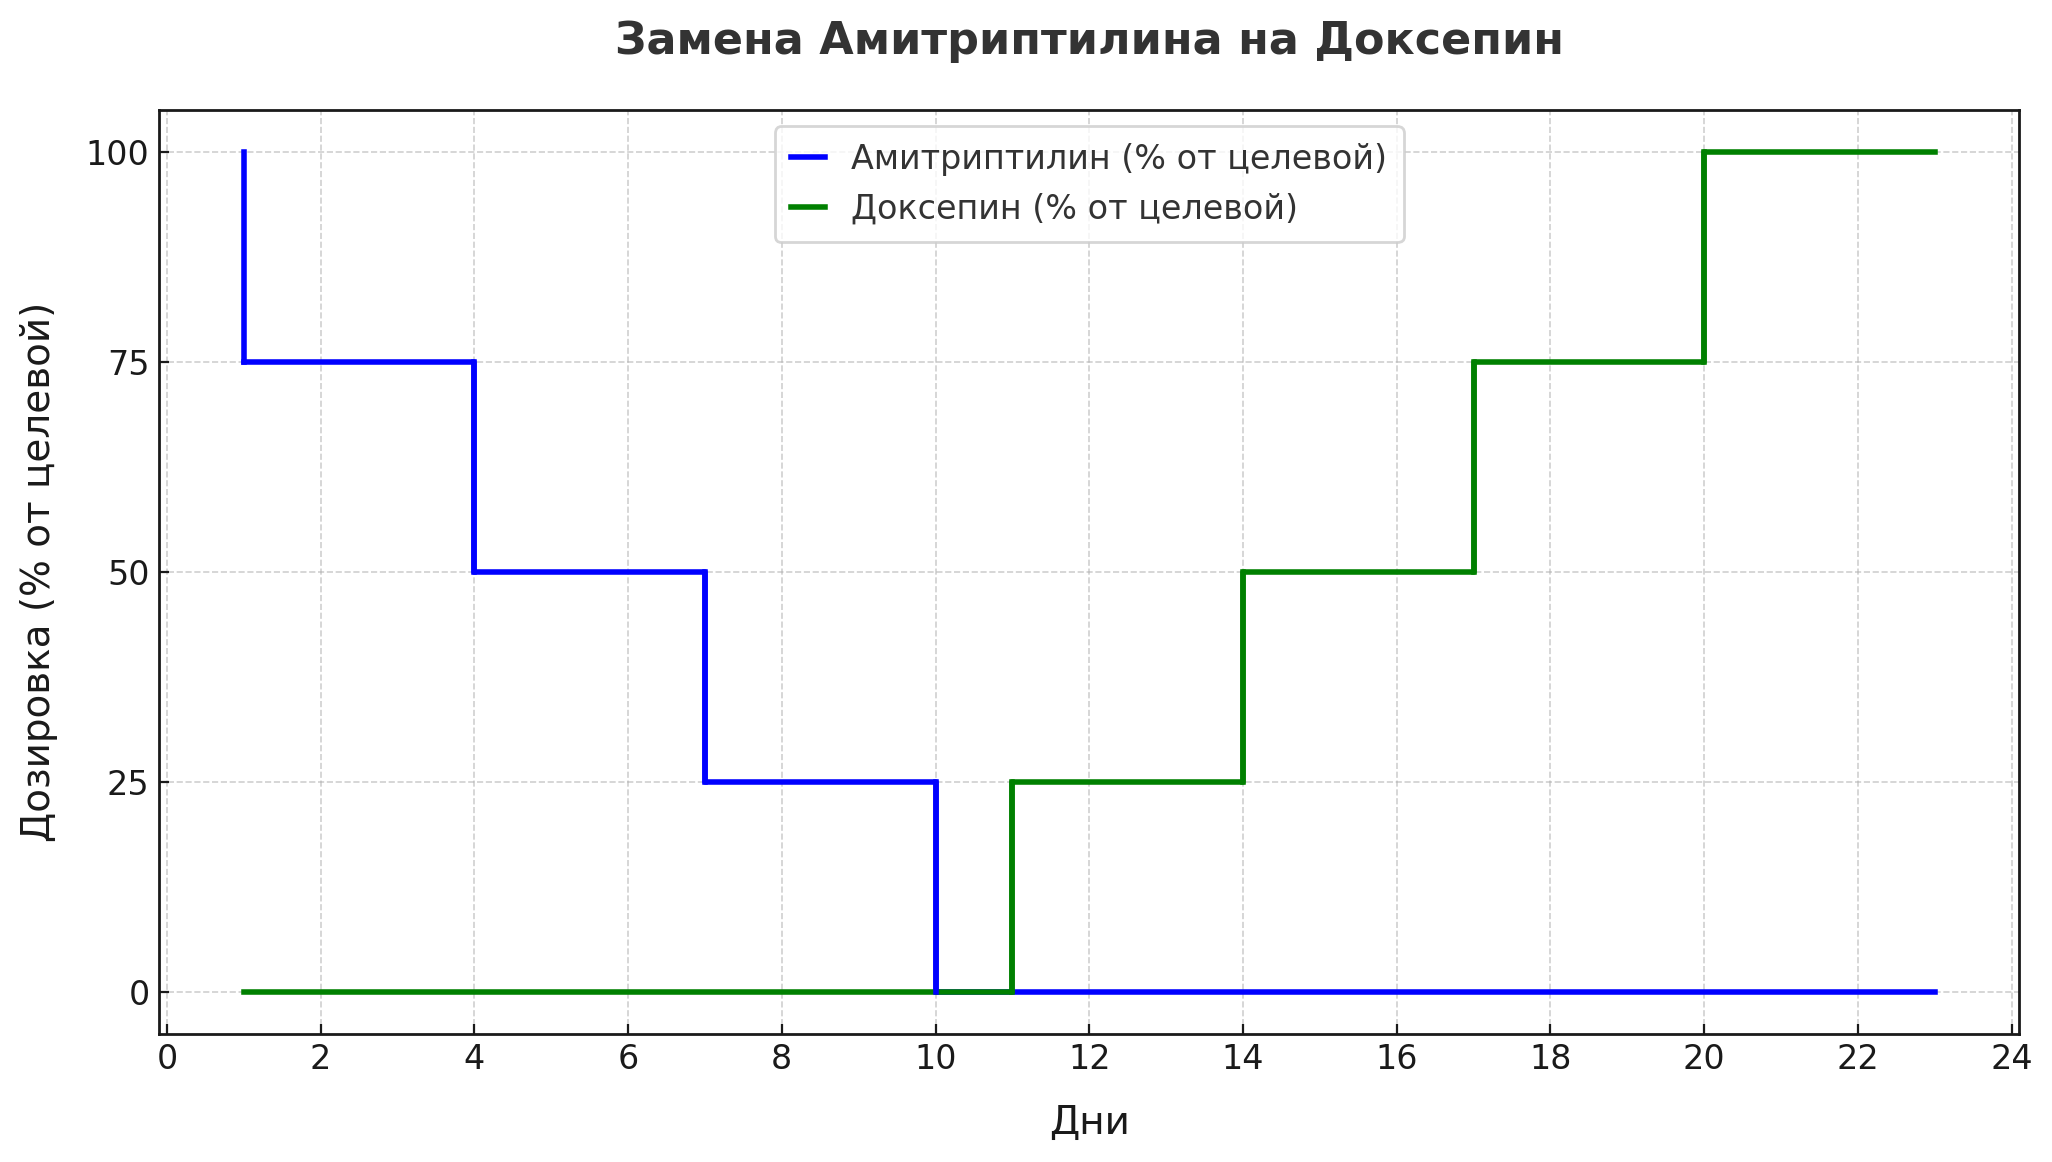 Замена Амитриптилина на Доксепин
Амитриптилин (% от целевой)
Доксепин (% от целевой)
Дозировка (% от целевой)
100
75
50
25
0
0 2 4 6 8 10 12 14 16 18 20 22 24
Дни